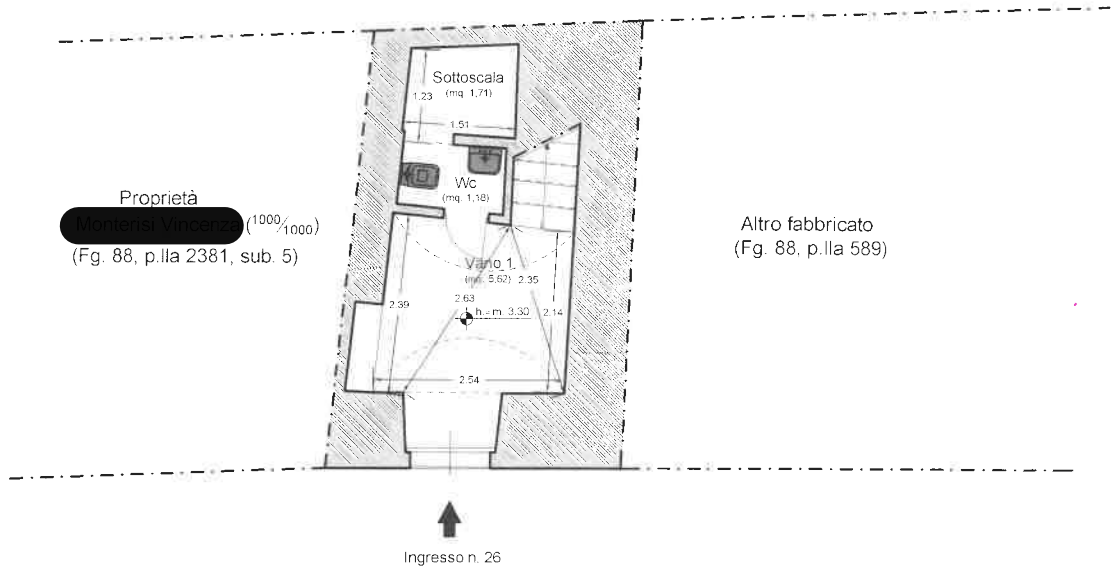 Sottoscala
(mq. 1,71)
1.23
1.51
Wc
(mq. 1,18)
Proprietà
(1000/1000)
(Fg. 88, p.lla 2381, sub. 5)
Altro fabbricato
(Fg. 88, p.lla 589)
Vano 1
(mq. 5,62)
2.35
2.39
2.63
h.= m. 3,30
2.14
2.54
Ingresso n. 26